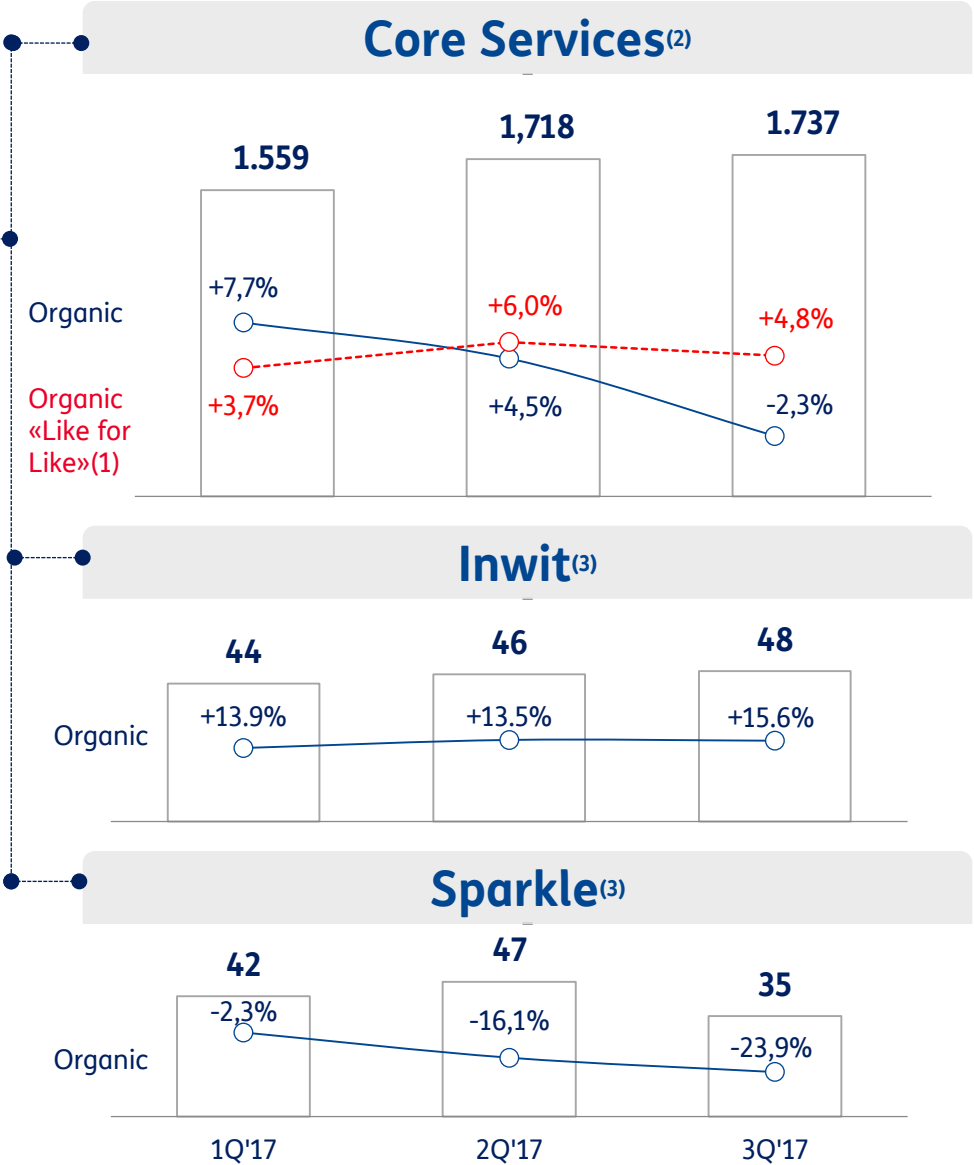 Core Services(2)
1.559
1,718
1.737
+7,7%
+6,0%
+4,8%
Organic
Organic
«Like for
Like»(1)
+3,7%
+4,5%
-2,3%
Inwit(3)
44
46
48
+13.9%
+13.5%
+15.6%
Organic
Sparkle(3)
42
47
35
-2,3%
-16,1%
-23,9%
Organic
1Q'17
2Q'17
3Q'17